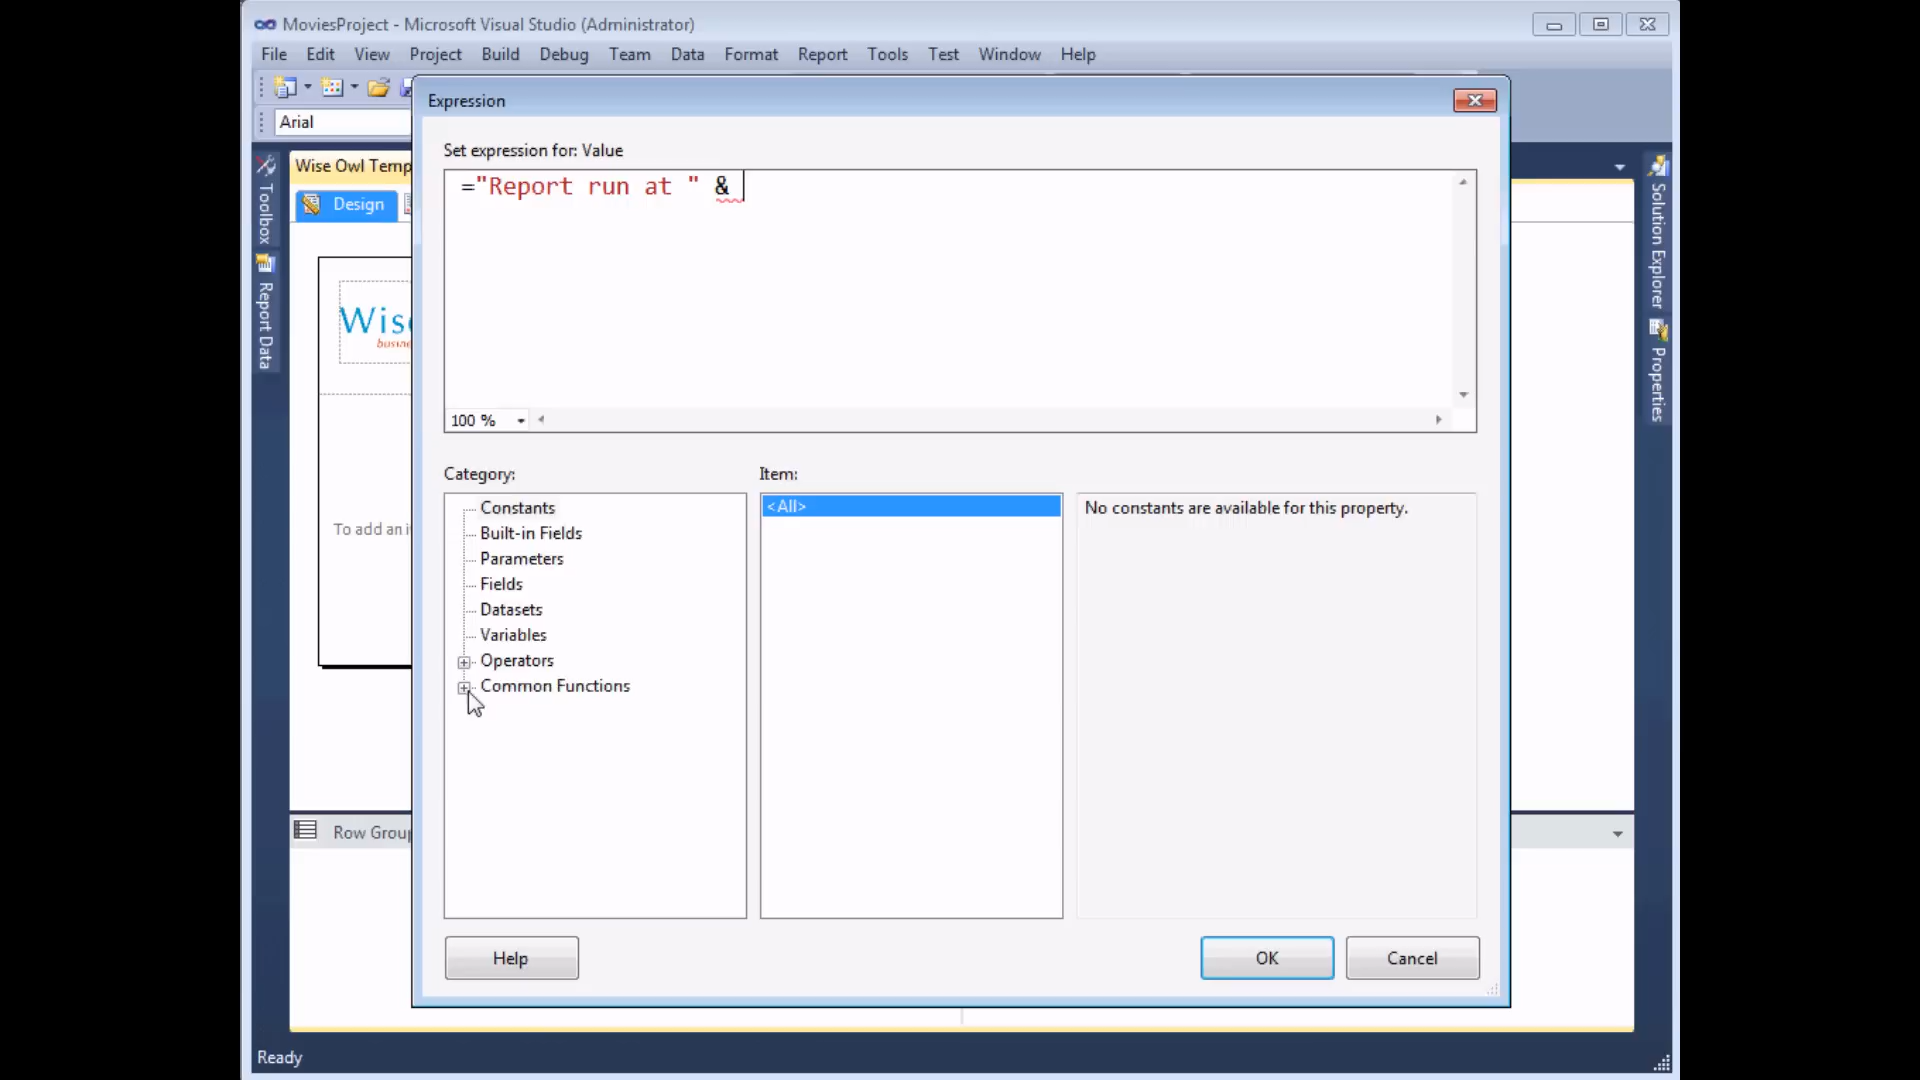 MoviesProject - Microsoft Visual Studio (Administrator)
File Edit View Project Build Debug Team Data Format Report Tools Test Window Help
Expression
Arial
Set expression for: Value
Wise Owl Temp
="Report run at " &
Design
Toolbox
Report Data
Solution Explorer
Properties
Wis
busin
100 %
Category:
Item:
Constants
Built-in Fields
Parameters
Fields
Datasets
Variables
Operators
Common Functions
<All>
No constants are available for this property.
To add an i
Row Grou
Help
OK
Cancel
Ready